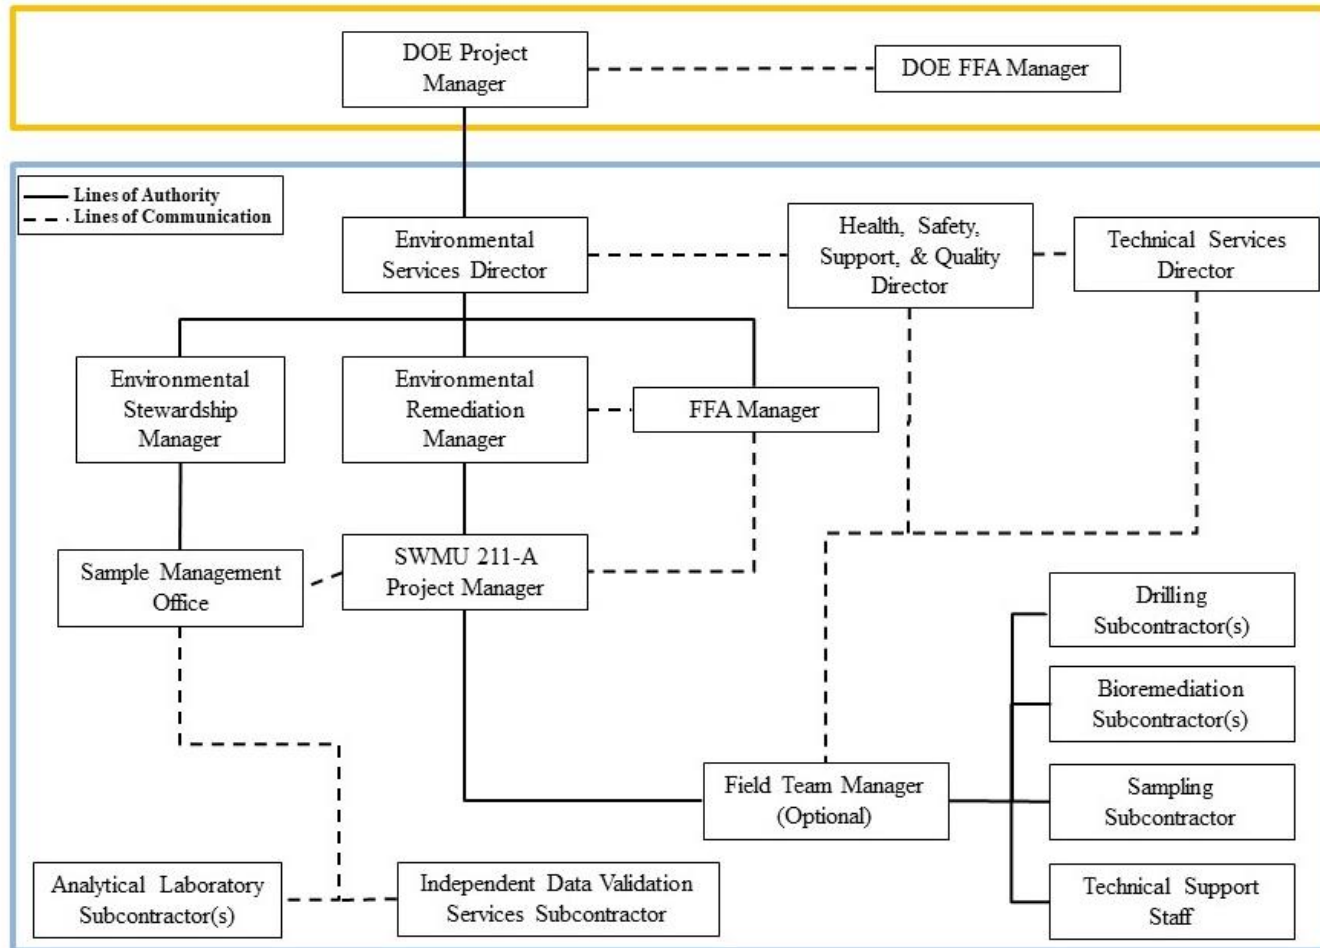 DOE Project
Manager
DOE FFA Manager
Lines of Authority
Lines of Communication
Environmental
Services Director
Health, Safety,
Support, & Quality
Director
Technical Services
Director
Environmental
Stewardship
Manager
Environmental
Remediation
Manager
FFA Manager
Sample Management
Office
SWMU 211-A
Project Manager
Drilling
Subcontractor(s)
Bioremediation
Subcontractor(s)
Field Team Manager
(Optional)
Sampling
Subcontractor
Analytical Laboratory
Subcontractor(s)
Independent Data Validation
Services Subcontractor
Technical Support
Staff